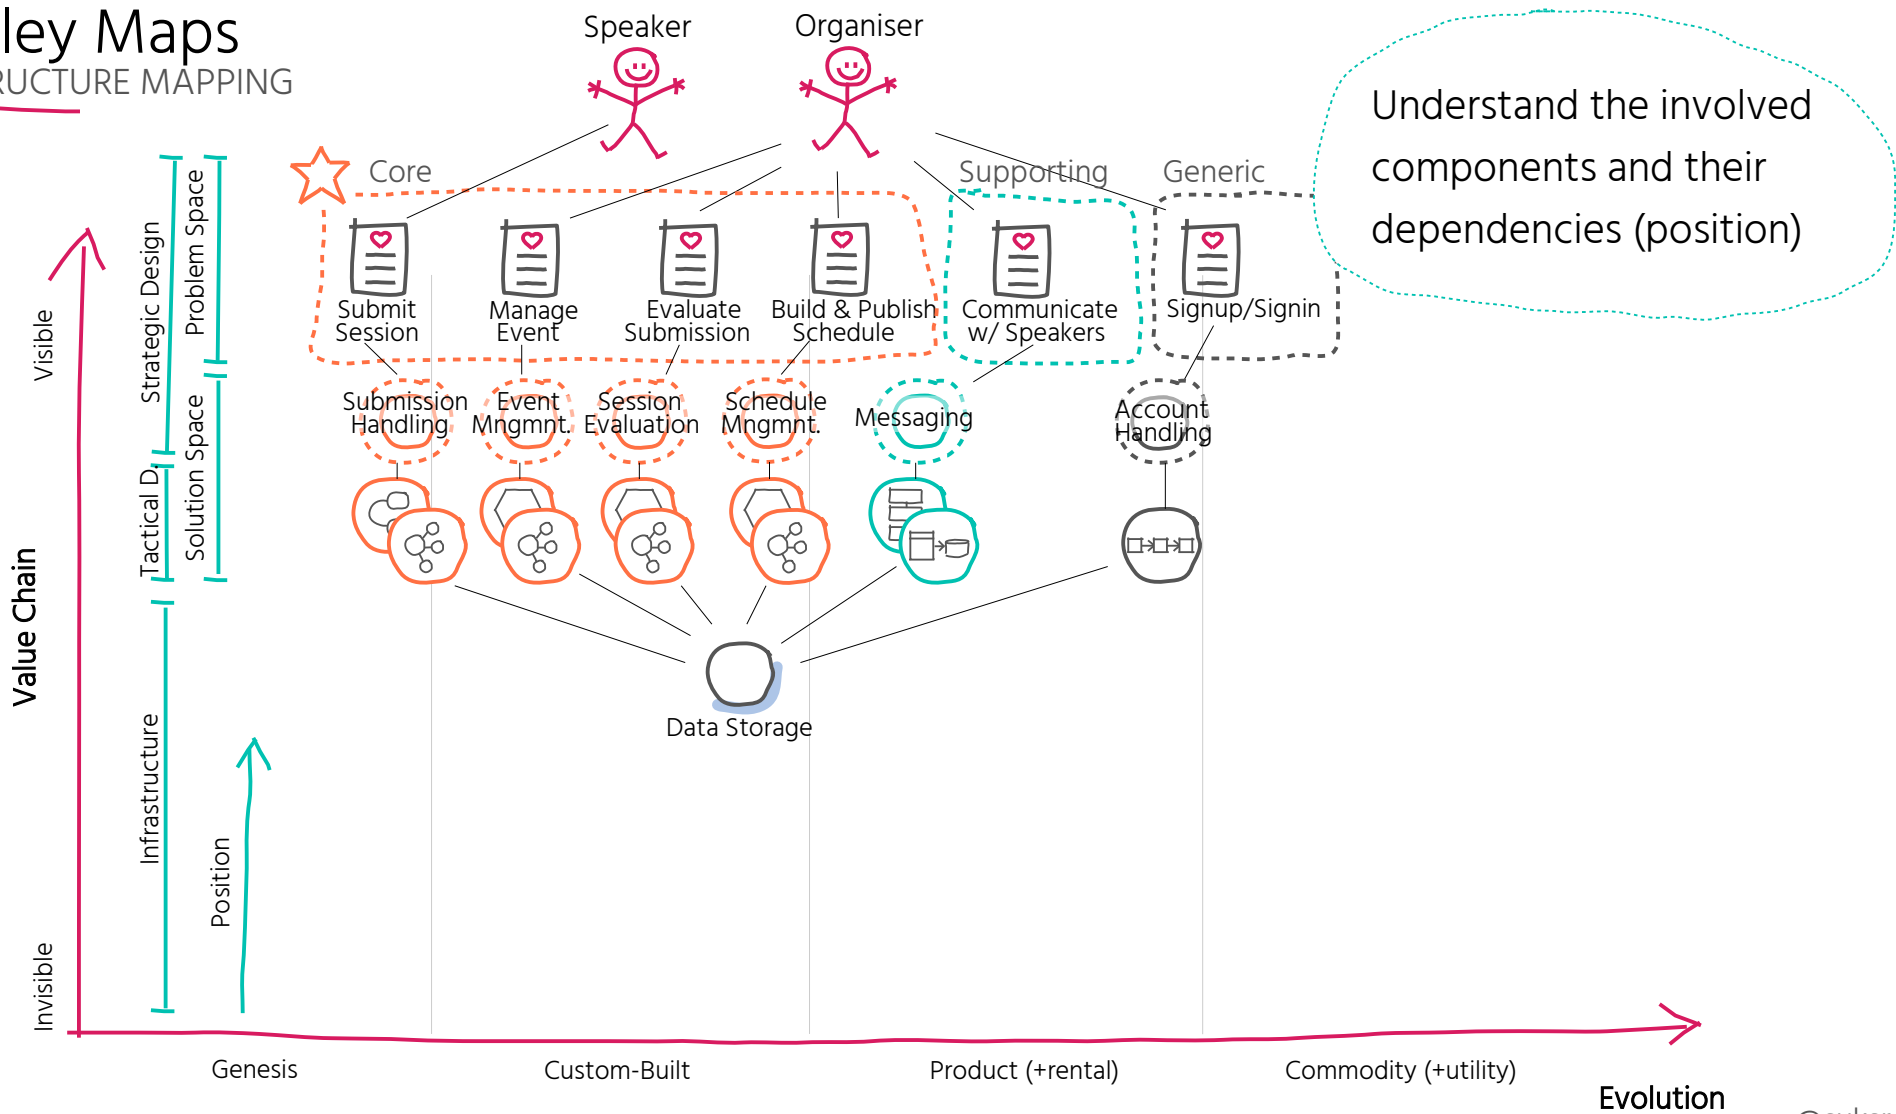 ley Maps
RUCTURE MAPPING
Speaker
Organiser
Understand the involved
components and their
dependencies (position)
Core
Supporting
Generic
Submit
Session
Manage
Event
Evaluate
Submission
Build & Publish
Schedule
Communicate
w/ Speakers
Signup/Signin
Submission
Handling
Event
Mngmnt.
Session
Evaluation
Schedule
Mngmnt.
Messaging
Account
Handling
Data Storage
Value Chain
Visible
Invisible
Strategic Design
Problem Space
Tactical D.
Solution Space
Infrastructure
Position
Genesis
Custom-Built
Product (+rental)
Commodity (+utility)
Evolution